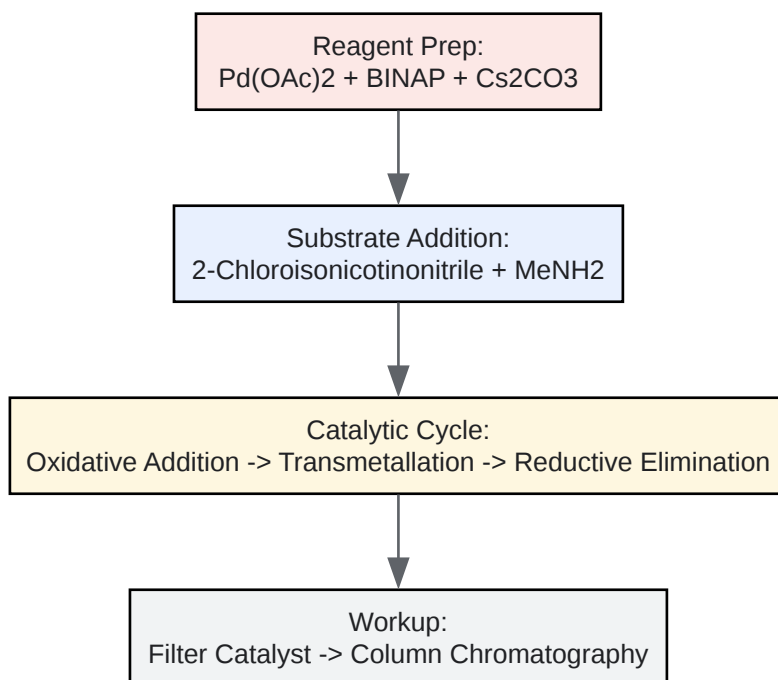 Reagent Prep:
Pd(OAc)2 + BINAP + Cs2CO3
Substrate Addition:
2-Chloroisonicotinonitrile + MeNH2
Catalytic Cycle:
Oxidative Addition -> Transmetallation -> Reductive Elimination
Workup:
Filter Catalyst -> Column Chromatography